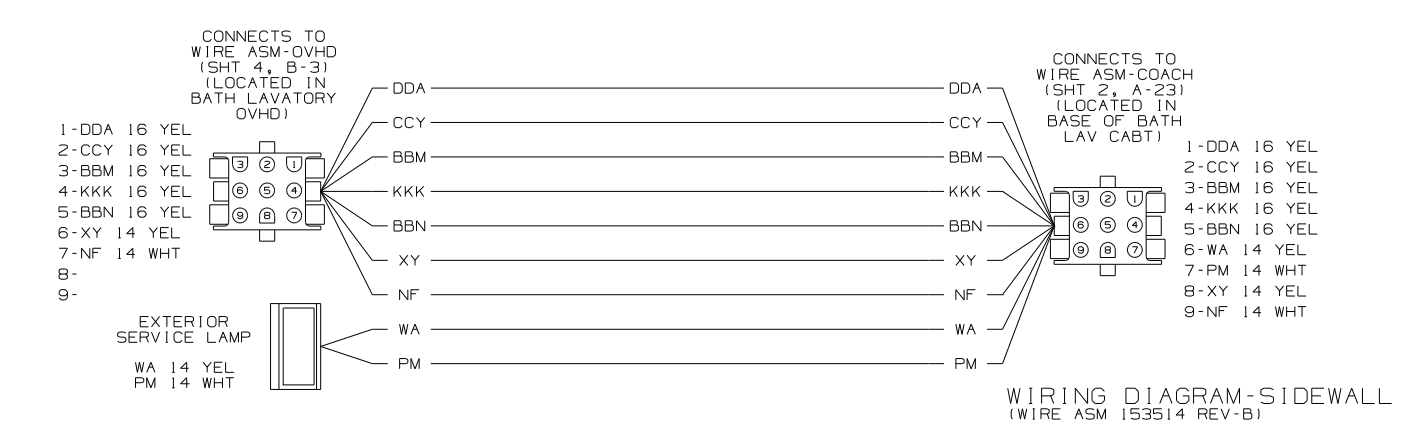 CONNECTS TO
WIRE ASM-OVHD
(SHT 4, B-3)
(LOCATED IN
BATH LAVATORY
OVHD)
1-DDA 16 YEL
2-CCY 16 YEL
3-BBM 16 YEL
4-KKK 16 YEL
5-BBN 16 YEL
6-XY 14 YEL
7-NF 14 WHT
8-
9-
3 2 1
6 5 4
9 8 7
EXTERIOR
SERVICE LAMP
WA 14 YEL
PM 14 WHT
DDA DDA
CCY CCY
BBM BBM
KKK KKK
BBN BBN
XY XY
NF NF
WA WA
PM PM
CONNECTS TO
WIRE ASM-COACH
(SHT 2, A-23)
(LOCATED IN
BASE OF BATH
LAV CABT)
3 2 1
6 5 4
9 8 7
1-DDA 16 YEL
2-CCY 16 YEL
3-BBM 16 YEL
4-KKK 16 YEL
5-BBN 16 YEL
6-WA 14 YEL
7-PM 14 WHT
8-XY 14 YEL
9-NF 14 WHT
WIRING DIAGRAM-SIDEWALL
(WIRE ASM 153514 REV-B)